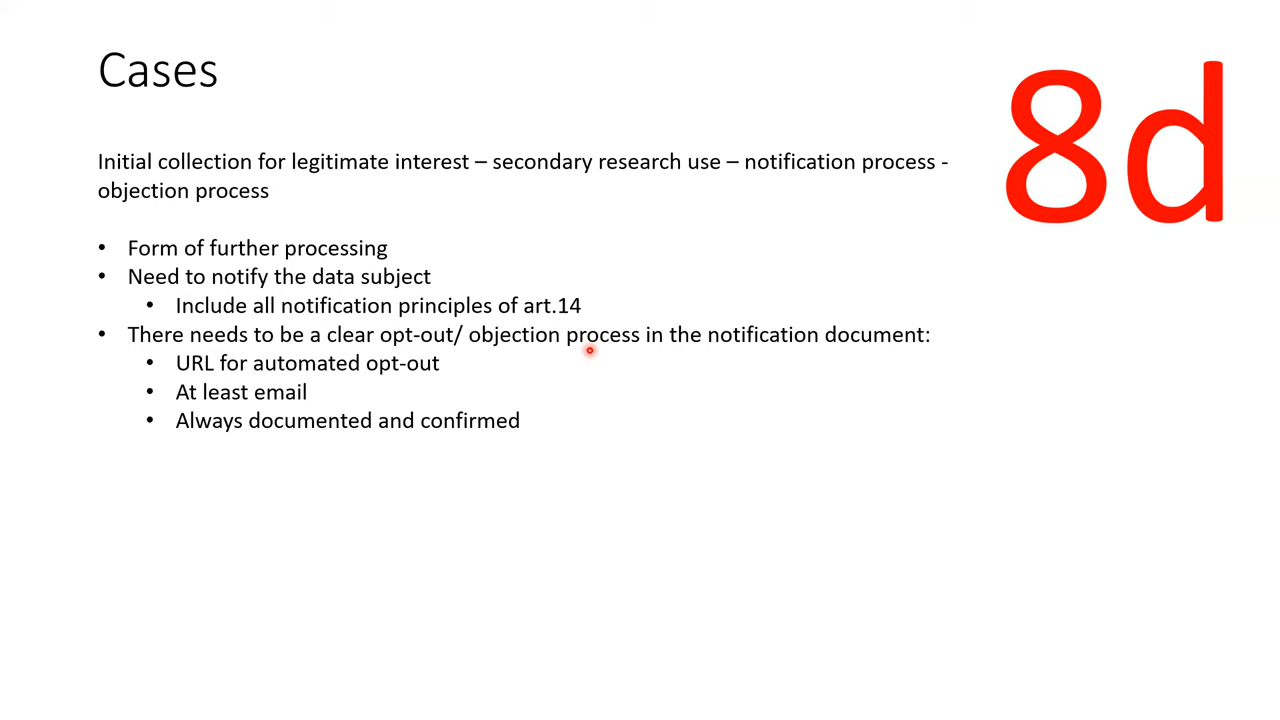 Cases
8d
Initial collection for legitimate interest – secondary research use – notification process -
objection process
• Form of further processing
• Need to notify the data subject
• Include all notification principles of art.14
• There needs to be a clear opt-out/ objection process in the notification document:
• URL for automated opt-out
• At least email
• Always documented and confirmed